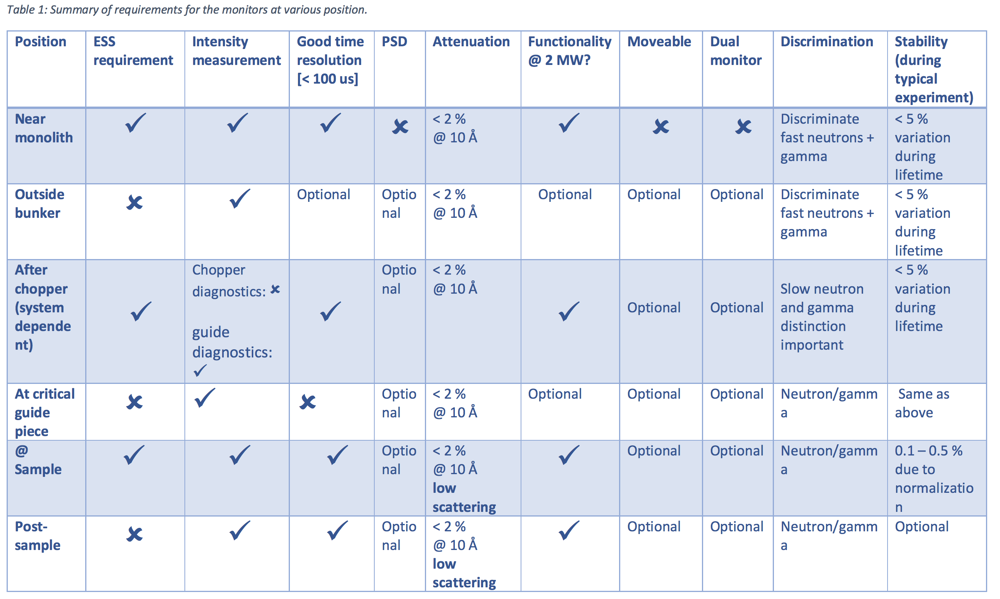 Table 1: Summary of requirements for the monitors at various position.
Position
ESS
requirement
Intensity
measurement
Good time
resolution
[< 100 us]
PSD
Attenuation
Functionality
@ 2 MW?
Moveable
Dual
monitor
Discrimination
Stability
(during
typical
experiment)
Near
monolith
✓
✓
✓
✘
< 2 %
@ 10 Å
✓
✘
✘
Discriminate
fast neutrons +
gamma
< 5 %
variation
during
lifetime
Outside
bunker
✘
✓
Optional
Optio
nal
< 2 %
@ 10 Å
Optional
Optional
Optional
Discriminate
fast neutrons +
gamma
< 5 %
variation
during
lifetime
After
chopper
(system
depende
nt)
✓
Chopper
diagnostics: ✘
guide
diagnostics:
✓
✓
Optio
nal
< 2 %
@ 10 Å
✓
Optional
Optional
Slow neutron
and gamma
distinction
important
< 5 %
variation
during
lifetime
At critical
guide
piece
✘
✓
✘
Optio
nal
< 2 %
@ 10 Å
Optional
Optional
Optional
Neutron/gamm
a
Same as
above
@
Sample
✓
✓
✓
Optio
nal
< 2 %
@ 10 Å
low
scattering
✓
Optional
Optional
Neutron/gamm
a
0.1 – 0.5 %
due to
normalizatio
n
Post-
sample
✘
✓
✓
Optio
nal
< 2 %
@ 10 Å
low
scattering
✓
Optional
Optional
Neutron/gamm
a
Optional